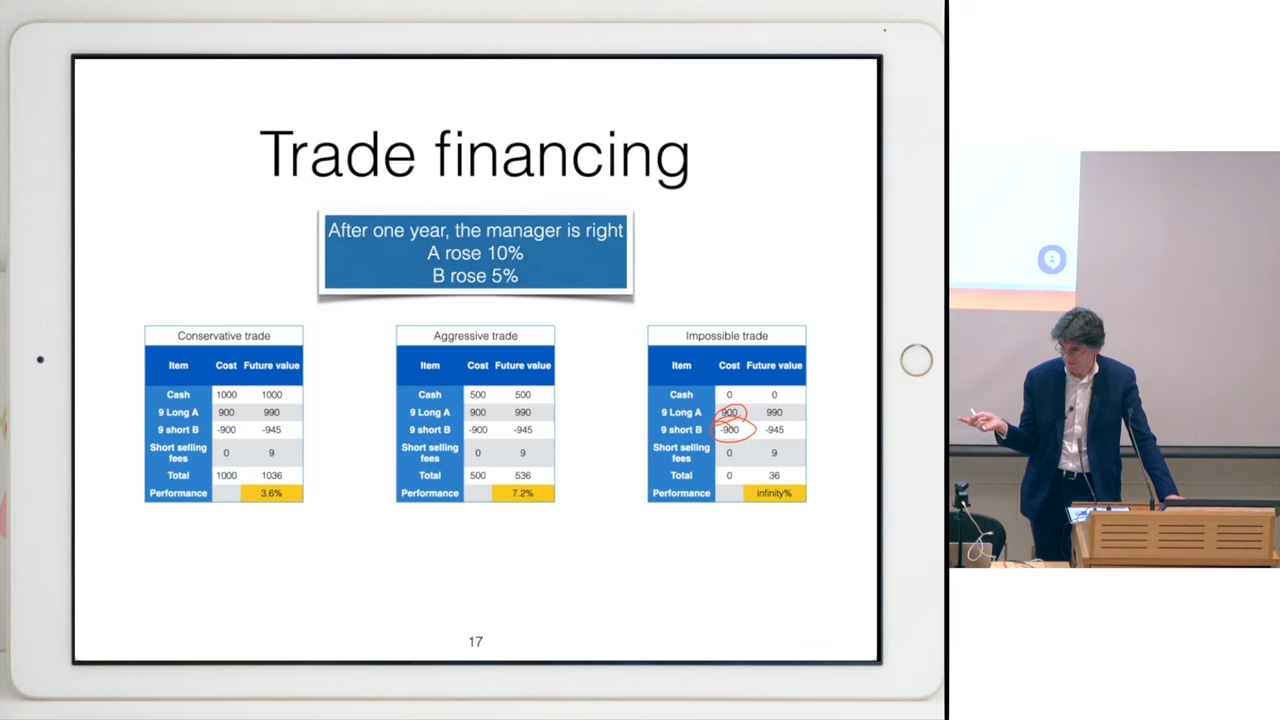 Trade financing
After one year, the manager is right
A rose 10%
B rose 5%
Conservative trade
Item Cost Future value
Cash 1000 1000
9 Long A 900 990
9 short B -900 -945
Short selling fees 0 9
Total 1000 1036
Performance 3.6%
Aggressive trade
Item Cost Future value
Cash 500 500
9 Long A 900 990
9 short B -900 -945
Short selling fees 0 9
Total 500 536
Performance 7.2%
Impossible trade
Item Cost Future value
Cash 0 0
9 Long A 900 990
9 short B -900 -945
Short selling fees 0 9
Total 0 36
Performance infinity%
17